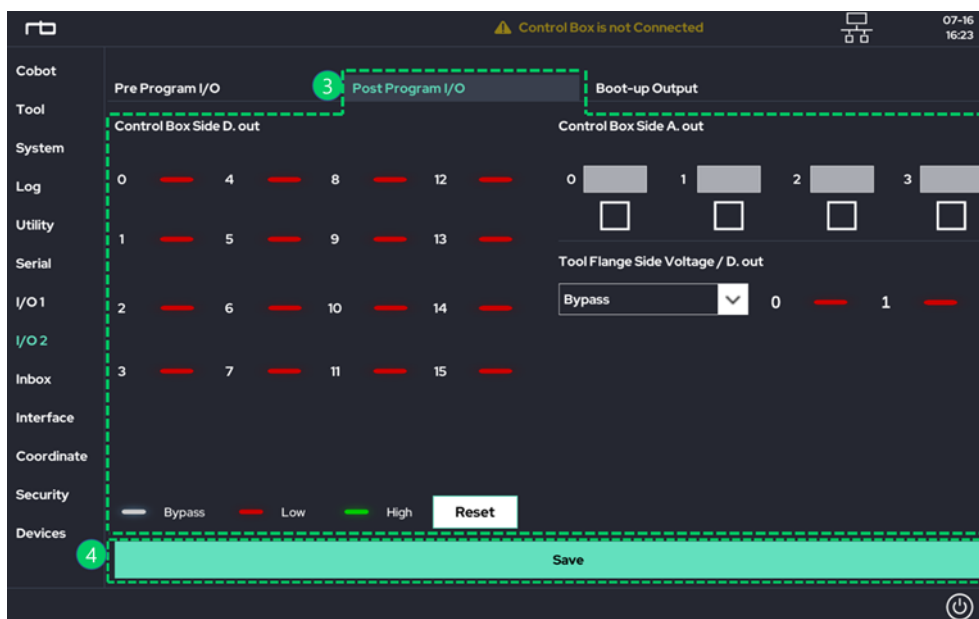 rb
Control Box is not Connected
07-16
16:23
Cobot
Tool
System
Log
Utility
Serial
I/O 1
I/O 2
Inbox
Interface
Coordinate
Security
Devices
Pre Program I/O
3
Post Program I/O
Boot-up Output
Control Box Side D. out
0 4 8 12
1 5 9 13
2 6 10 14
3 7 11 15
Bypass Low High Reset
Control Box Side A. out
0 1 2 3
Tool Flange Side Voltage / D. out
Bypass 0 1
4
Save